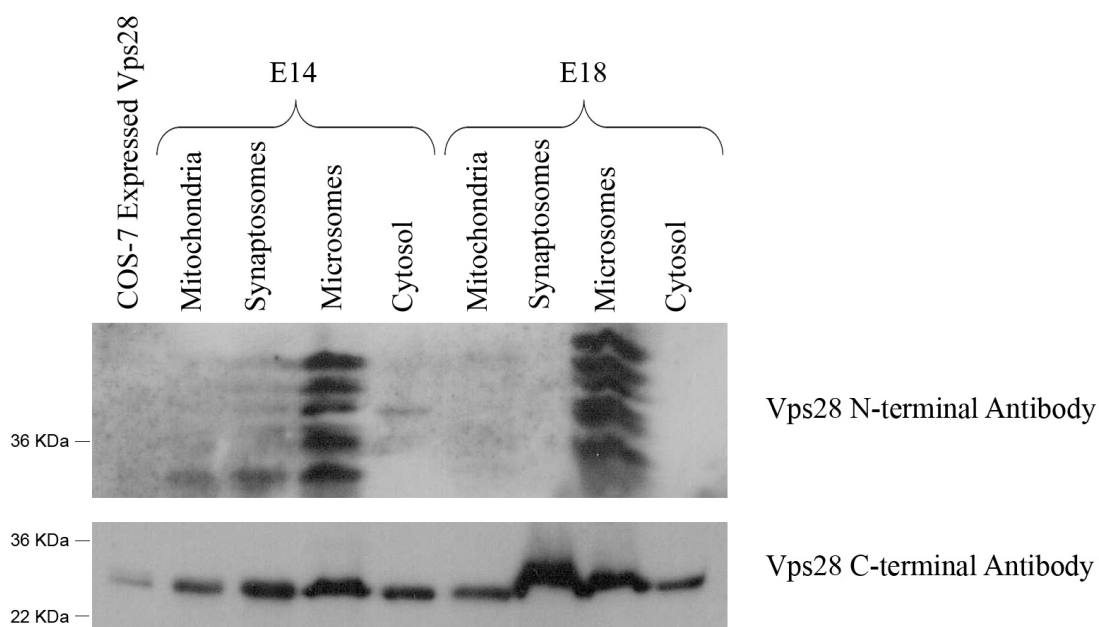 E14
E18
COS-7 Expressed Vps28
Mitochondria
Synaptosomes
Microsomes
Cytosol
Mitochondria
Synaptosomes
Microsomes
Cytosol
36 KDa
Vps28 N-terminal Antibody
36 KDa
22 KDa
Vps28 C-terminal Antibody